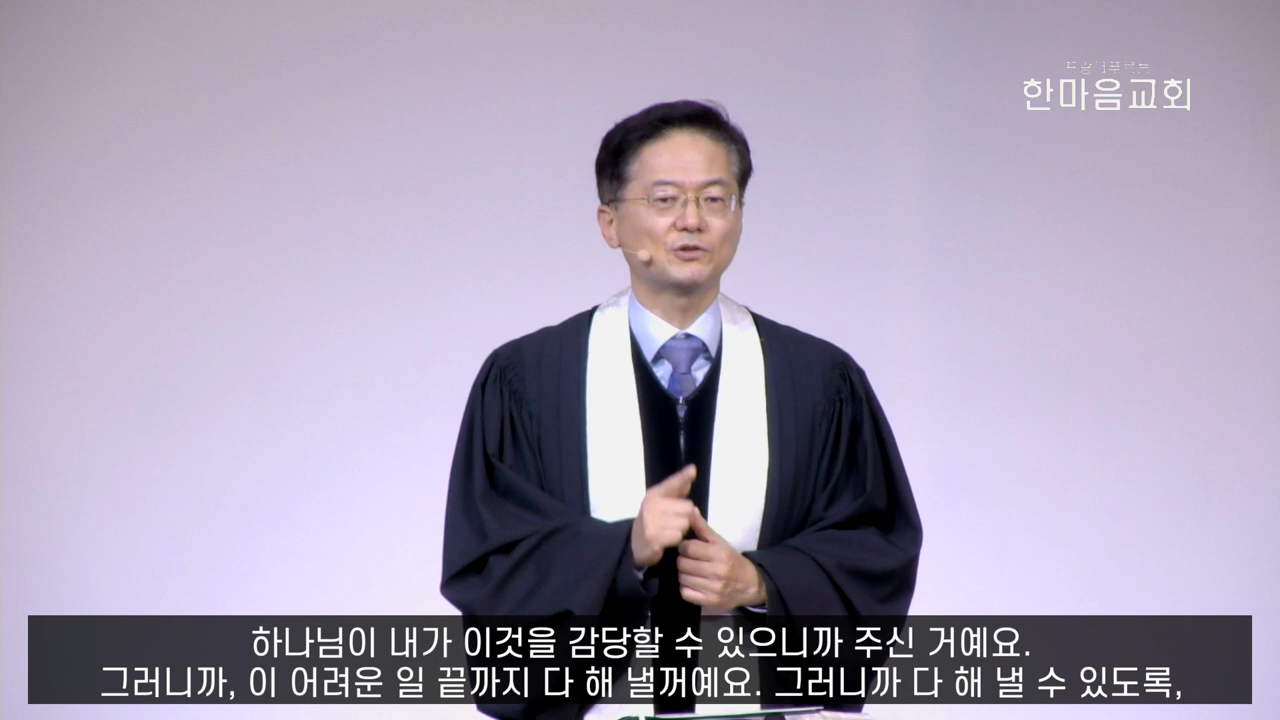 한마음교회
하나님이 내가 이것을 감당할 수 있으니까 주신 거예요.
그러니까, 이 어려운 일 끝까지 다 해 낼꺼예요. 그러니까 다 해 낼 수 있도록,